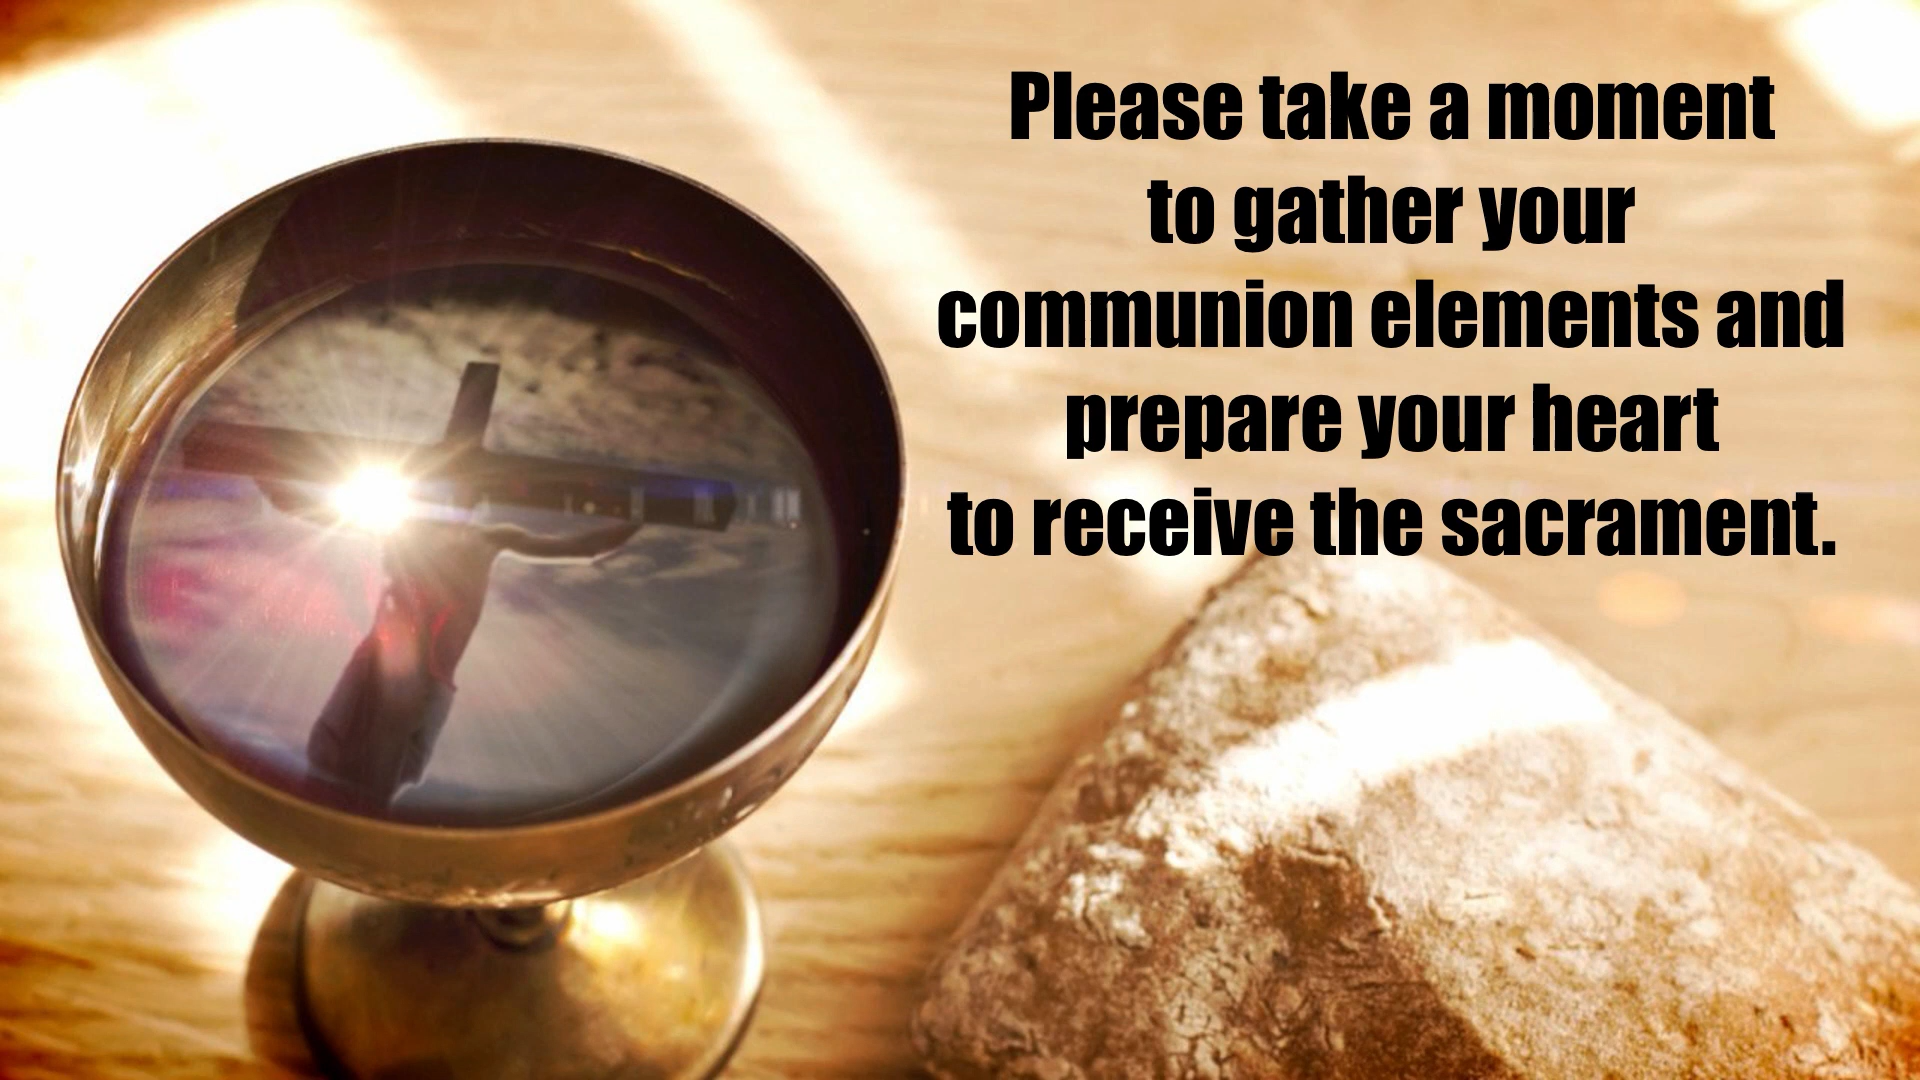 Please take a moment
to gather your
communion elements and
prepare your heart
to receive the sacrament.